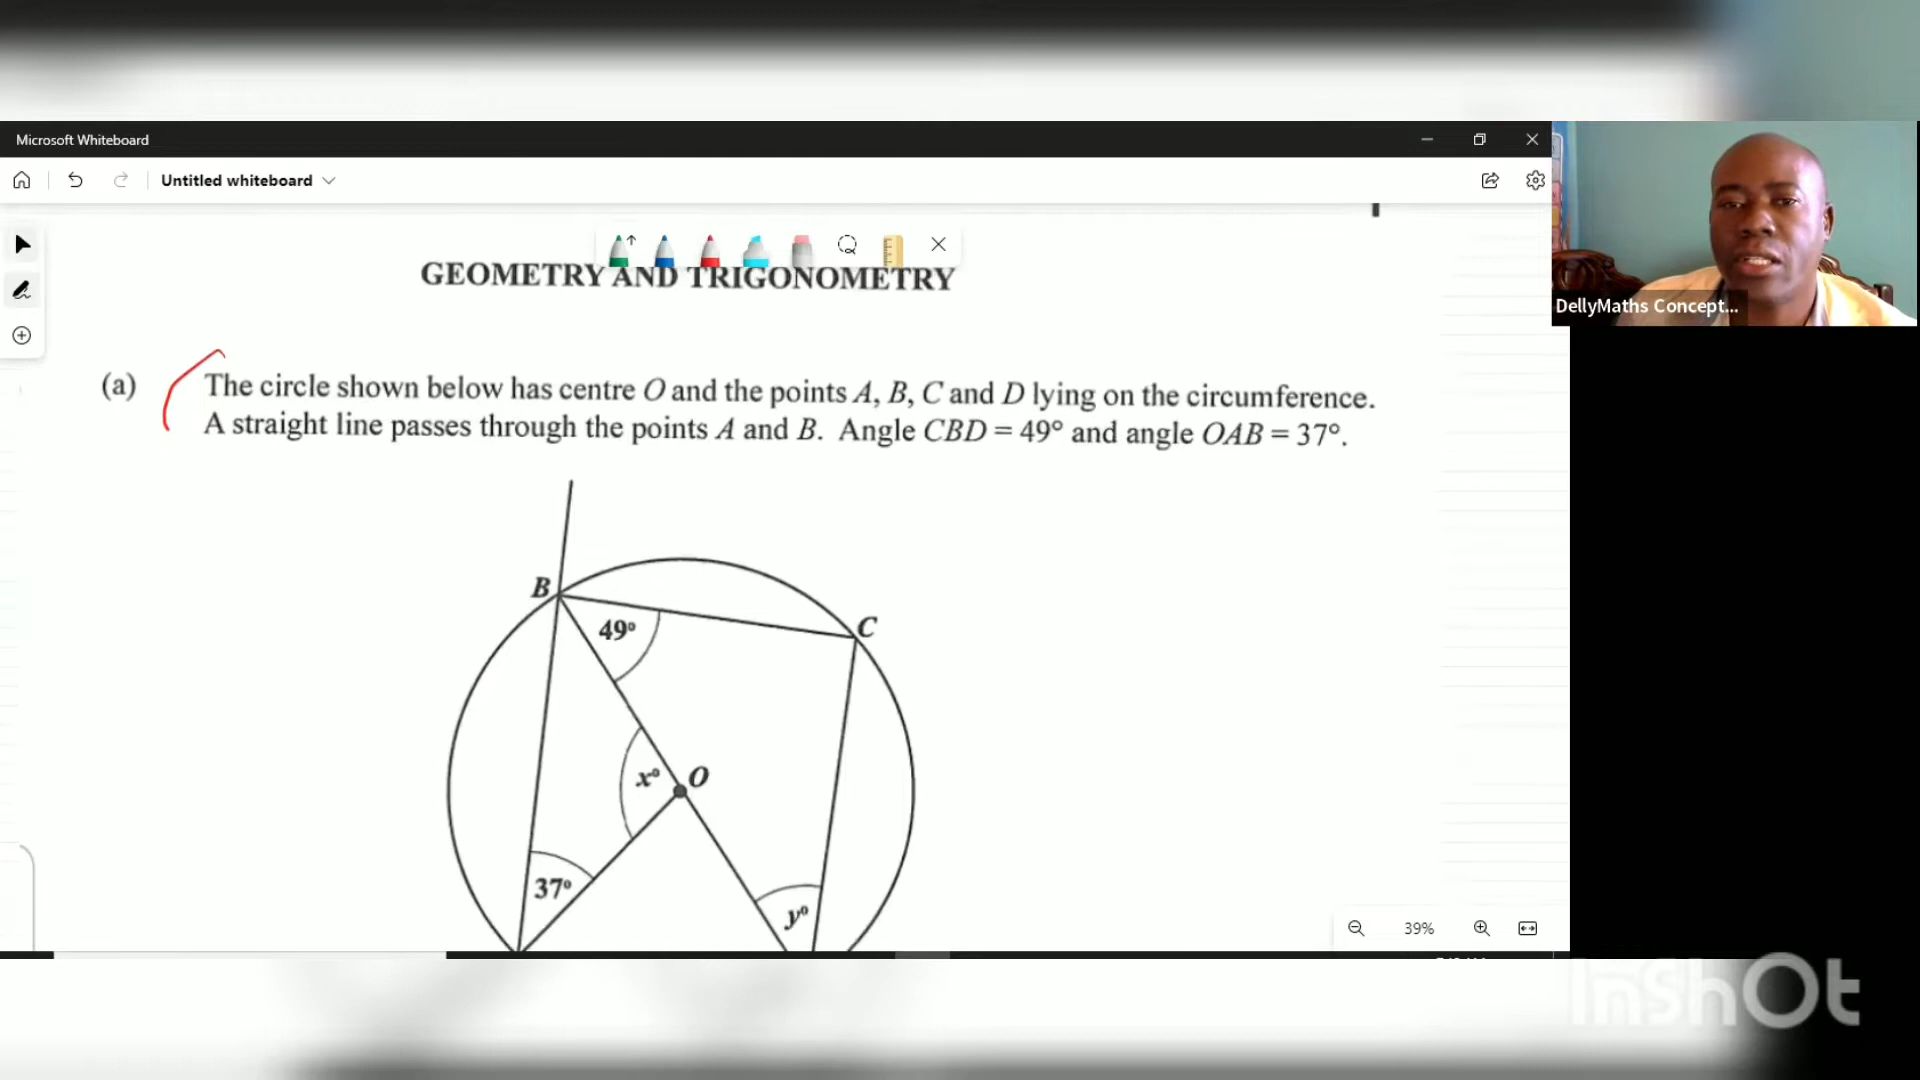 Microsoft Whiteboard
Untitled whiteboard
DellyMaths Concept...
GEOMETRY AND TRIGONOMETRY
(a) The circle shown below has centre O and the points A, B, C and D lying on the circumference.
A straight line passes through the points A and B. Angle CBD = 49° and angle OAB = 37°.
B
C
49°
x° O
37°
y°
39%
InShOt